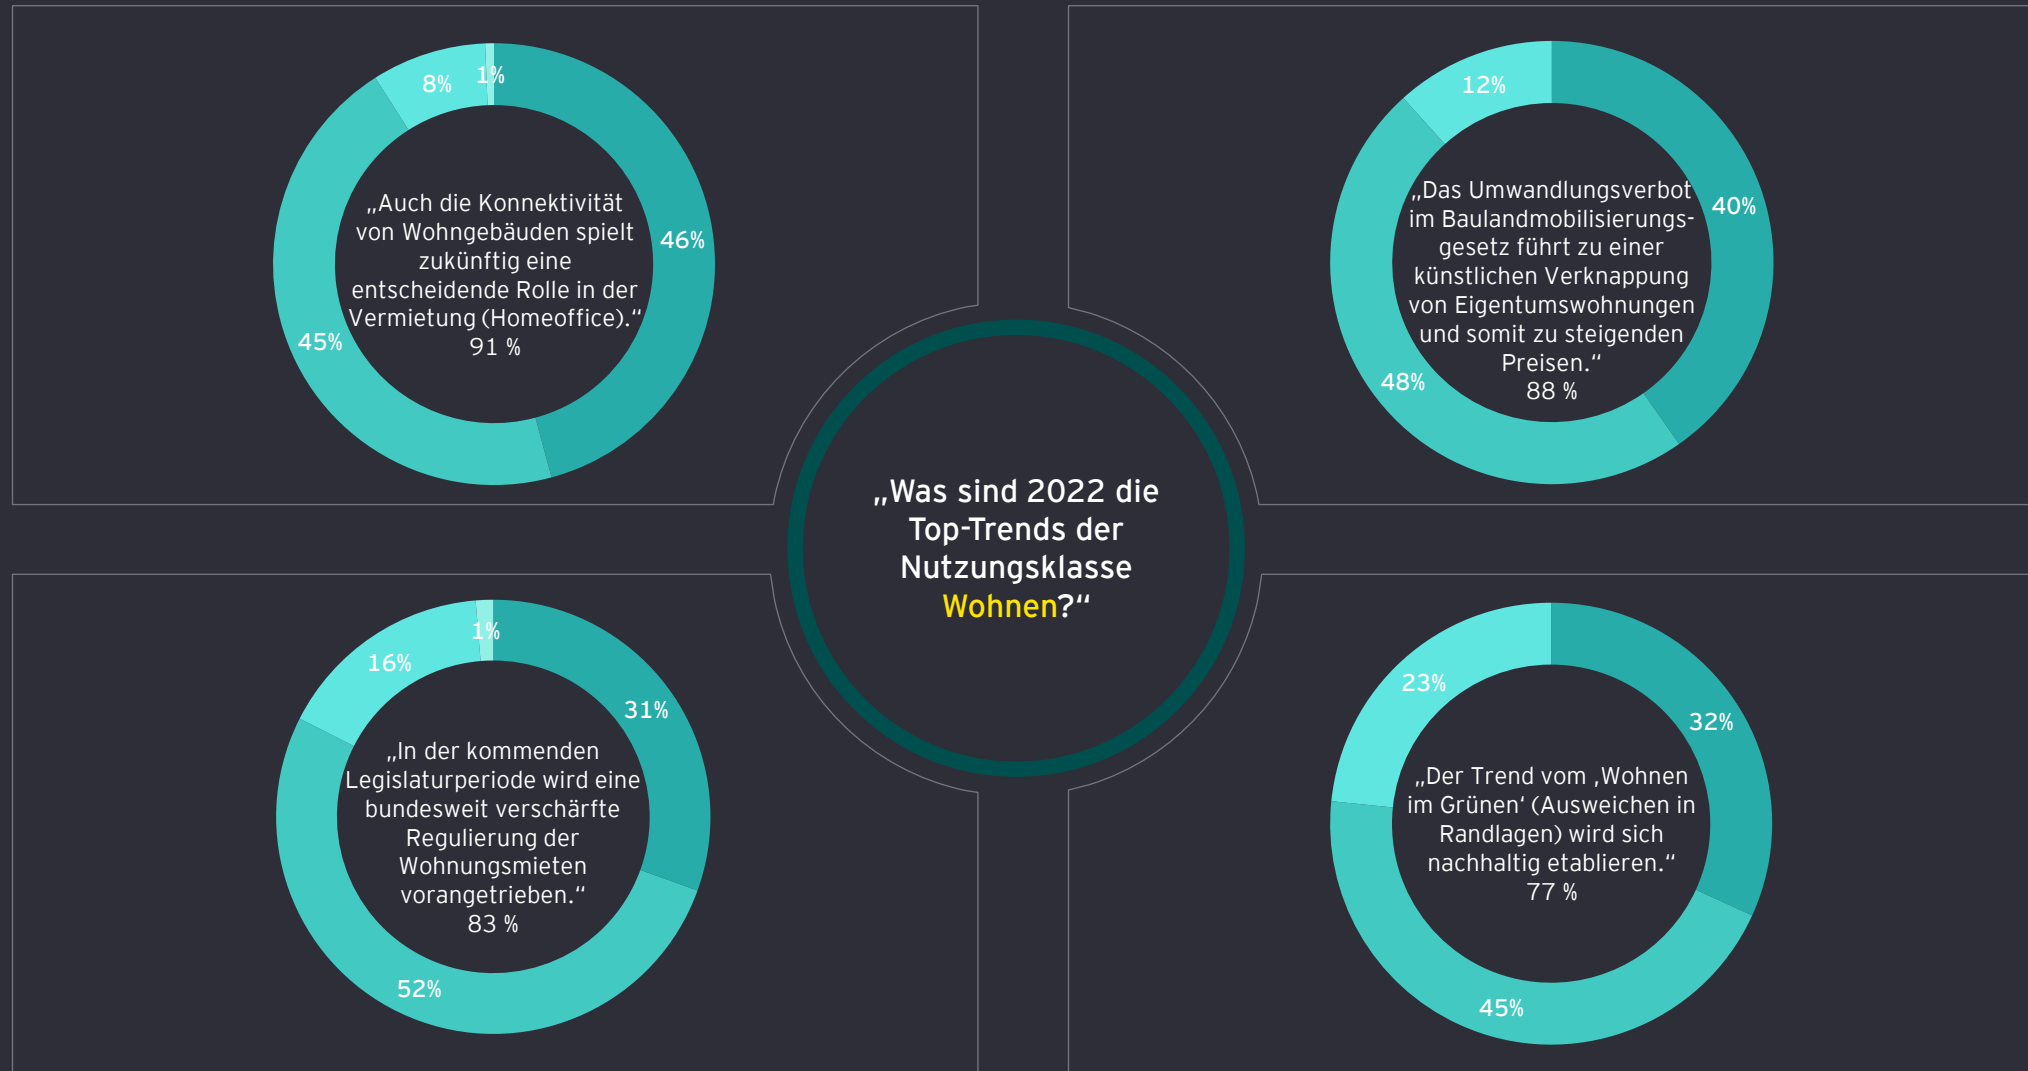 8%
1%
46%
45%
„Auch die Konnektivität
von Wohngebäuden spielt
zukünftig eine
entscheidende Rolle in der
Vermietung (Homeoffice).“
91 %
12%
40%
48%
„Das Umwandlungsverbot
im Baulandmobilisierungs-
gesetz führt zu einer
künstlichen Verknappung
von Eigentumswohnungen
und somit zu steigenden
Preisen.“
88 %
„Was sind 2022 die
Top-Trends der
Nutzungsklasse
Wohnen?“
1%
16%
31%
52%
„In der kommenden
Legislaturperiode wird eine
bundesweit verschärfte
Regulierung der
Wohnungsmieten
vorangetrieben.“
83 %
23%
32%
45%
„Der Trend vom ‚Wohnen
im Grünen‘ (Ausweichen in
Randlagen) wird sich
nachhaltig etablieren.“
77 %